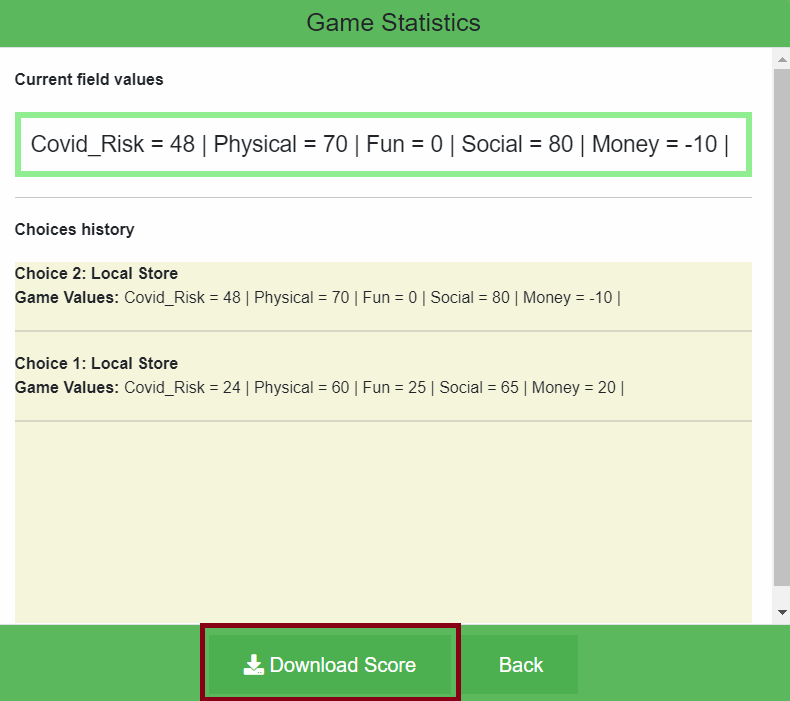 Game Statistics
Current field values
Covid_Risk = 48 | Physical = 70 | Fun = 0 | Social = 80 | Money = -10 |
Choices history
Choice 2: Local Store
Game Values: Covid_Risk = 48 | Physical = 70 | Fun = 0 | Social = 80 | Money = -10 |
Choice 1: Local Store
Game Values: Covid_Risk = 24 | Physical = 60 | Fun = 25 | Social = 65 | Money = 20 |
Download Score
Back